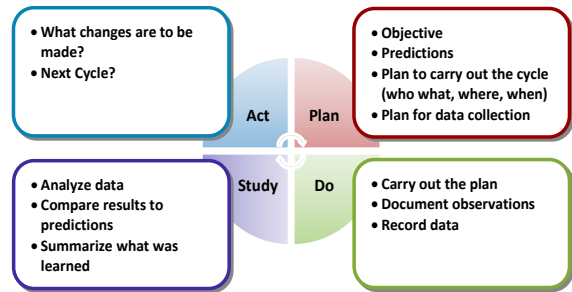 • What changes are to be
made?
• Next Cycle?
• Objective
• Predictions
• Plan to carry out the cycle
(who what, where, when)
• Plan for data collection
Act
Plan
Study
Do
• Analyze data
• Compare results to
predictions
• Summarize what was
learned
• Carry out the plan
• Document observations
• Record data